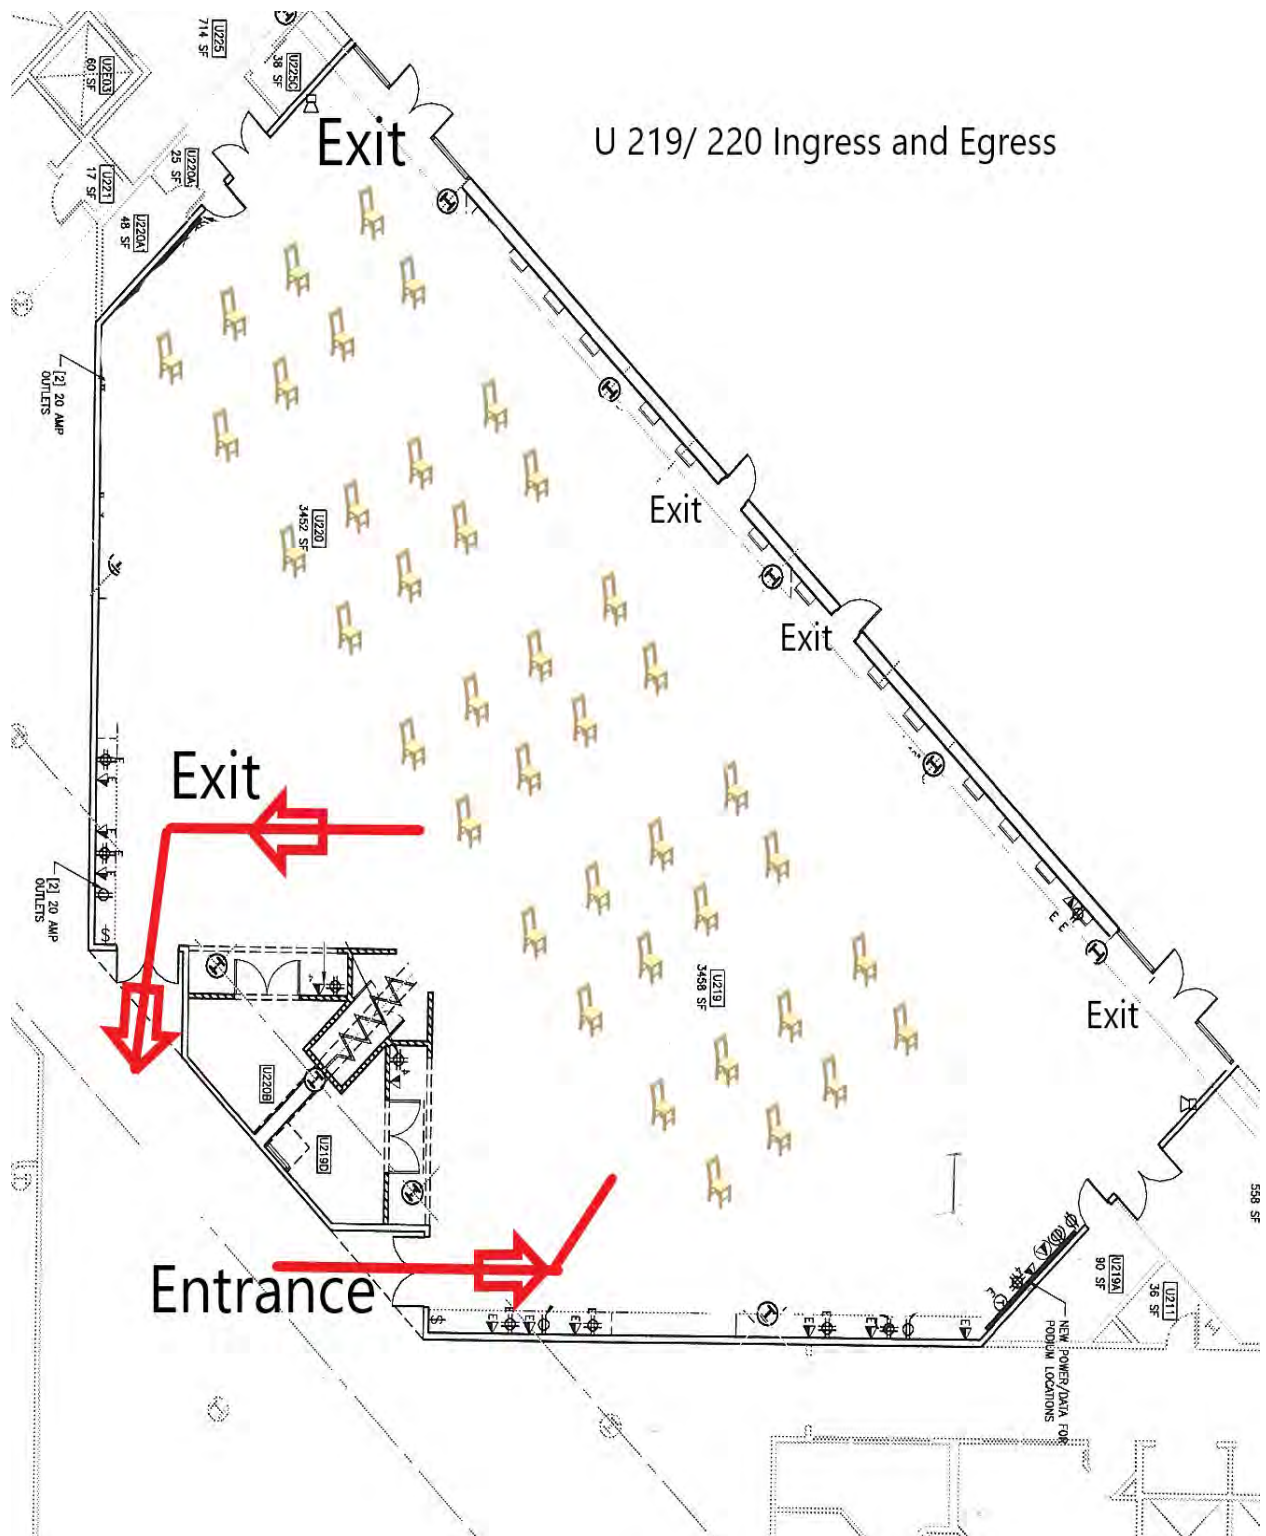 U225
714 SF
U225C
38 SF
U2E03
60 SF
Exit
U 219/ 220 Ingress and Egress
U220A
25 SF
U221
17 SF
U220A1
48 SF
[2] 20 AMP
OUTLETS
Exit
U220
3452 SF
Exit
Exit
[2] 20 AMP
OUTLETS
U219
3458 SF
Exit
U220B
U219D
Entrance
558 SF
U219A
90 SF
U211
36 SF
NEW POWER/DATA FOR
PODIUM LOCATIONS